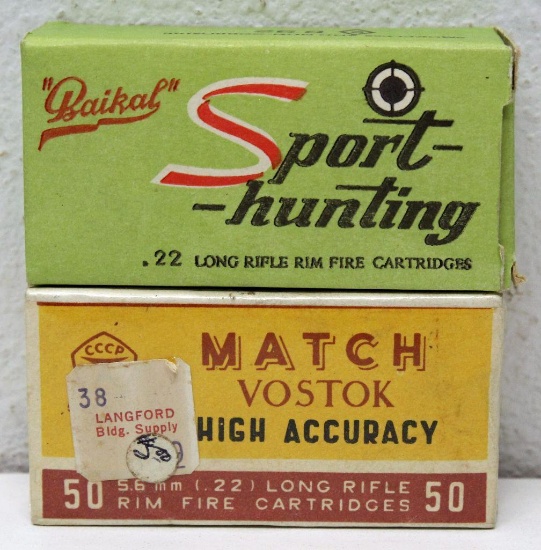 "Baikal"
Sport-
-hunting
.22 LONG RIFLE RIM FIRE CARTRIDGES
CCCP
MATCH
VOSTOK
HIGH ACCURACY
38
LANGFORD
Bldg. Supply
50 5.6 mm (.22) LONG RIFLE 50
RIM FIRE CARTRIDGES